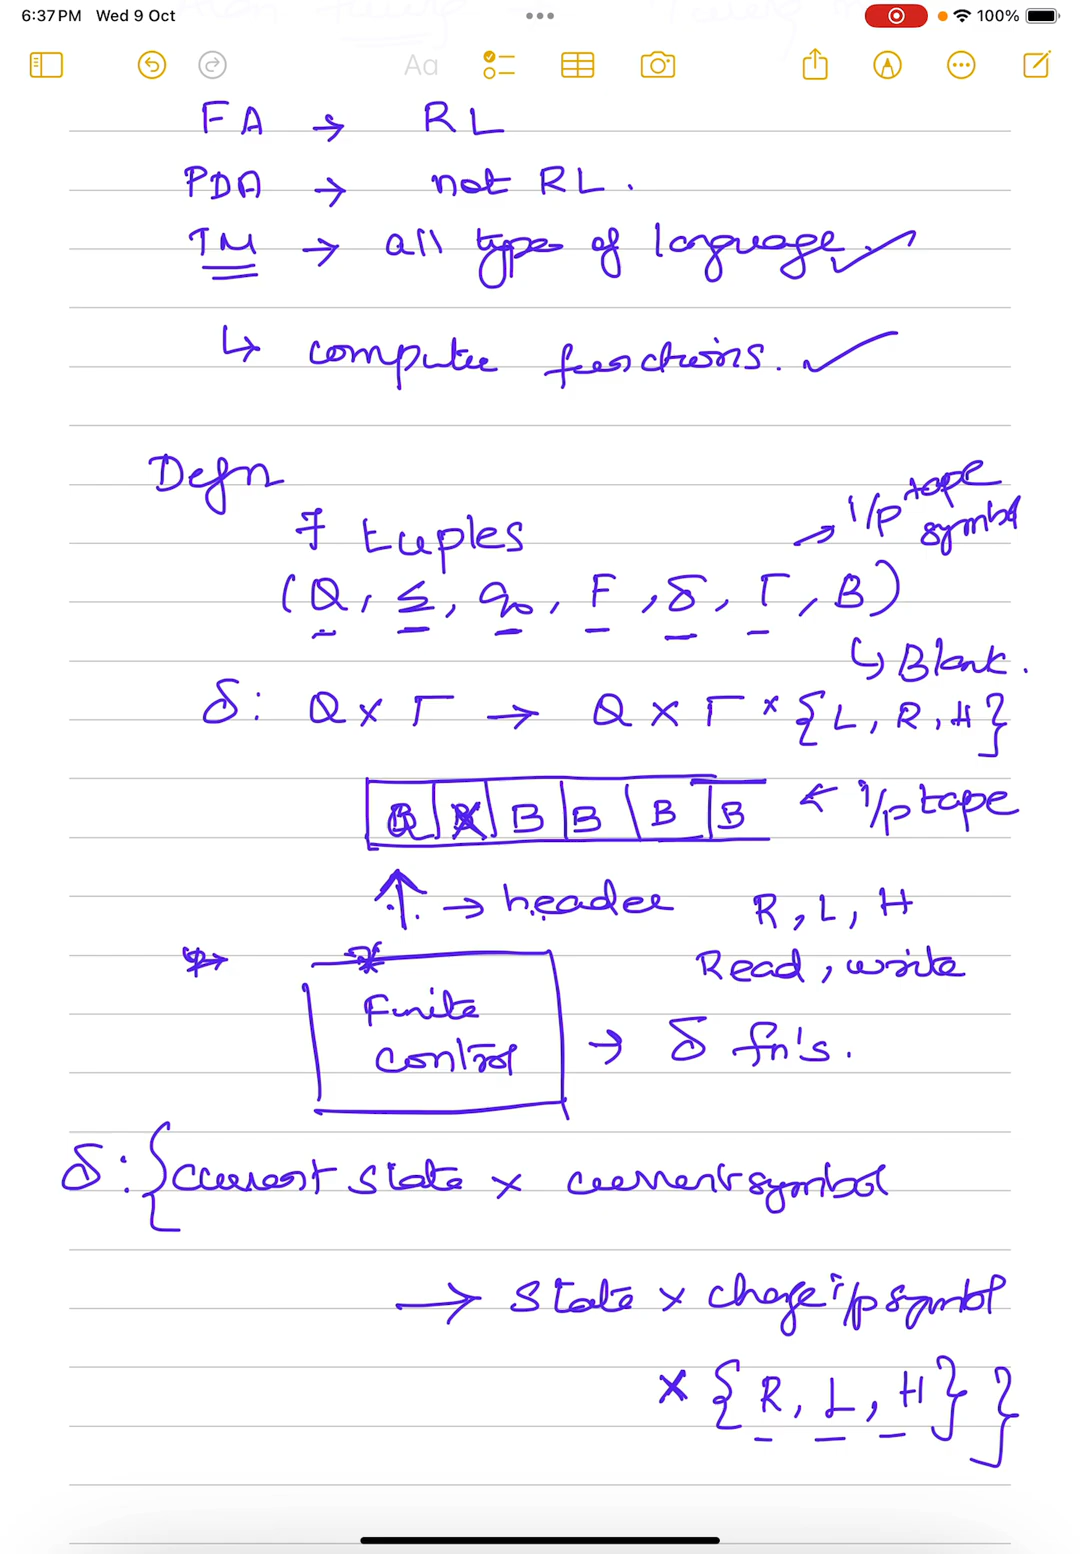 6:37 PM Wed 9 Oct 100%
Aa
FA → RL
PDA → not RL.
TM → all type of language ✓
↳ compute functions. ✓
Defn
7 tuples → i/p tape symbol
(Q, Σ, q0, F, δ, Γ, B)
↳ Blank.
δ: Q × Γ → Q × Γ × {L, R, H}
B B B B ← i/p tape
↑ → header R, L, H
Read, write
Finite
control → δ fn's.
δ: {current state × current symbol
→ state × change i/p symbol
× {R, L, H} }